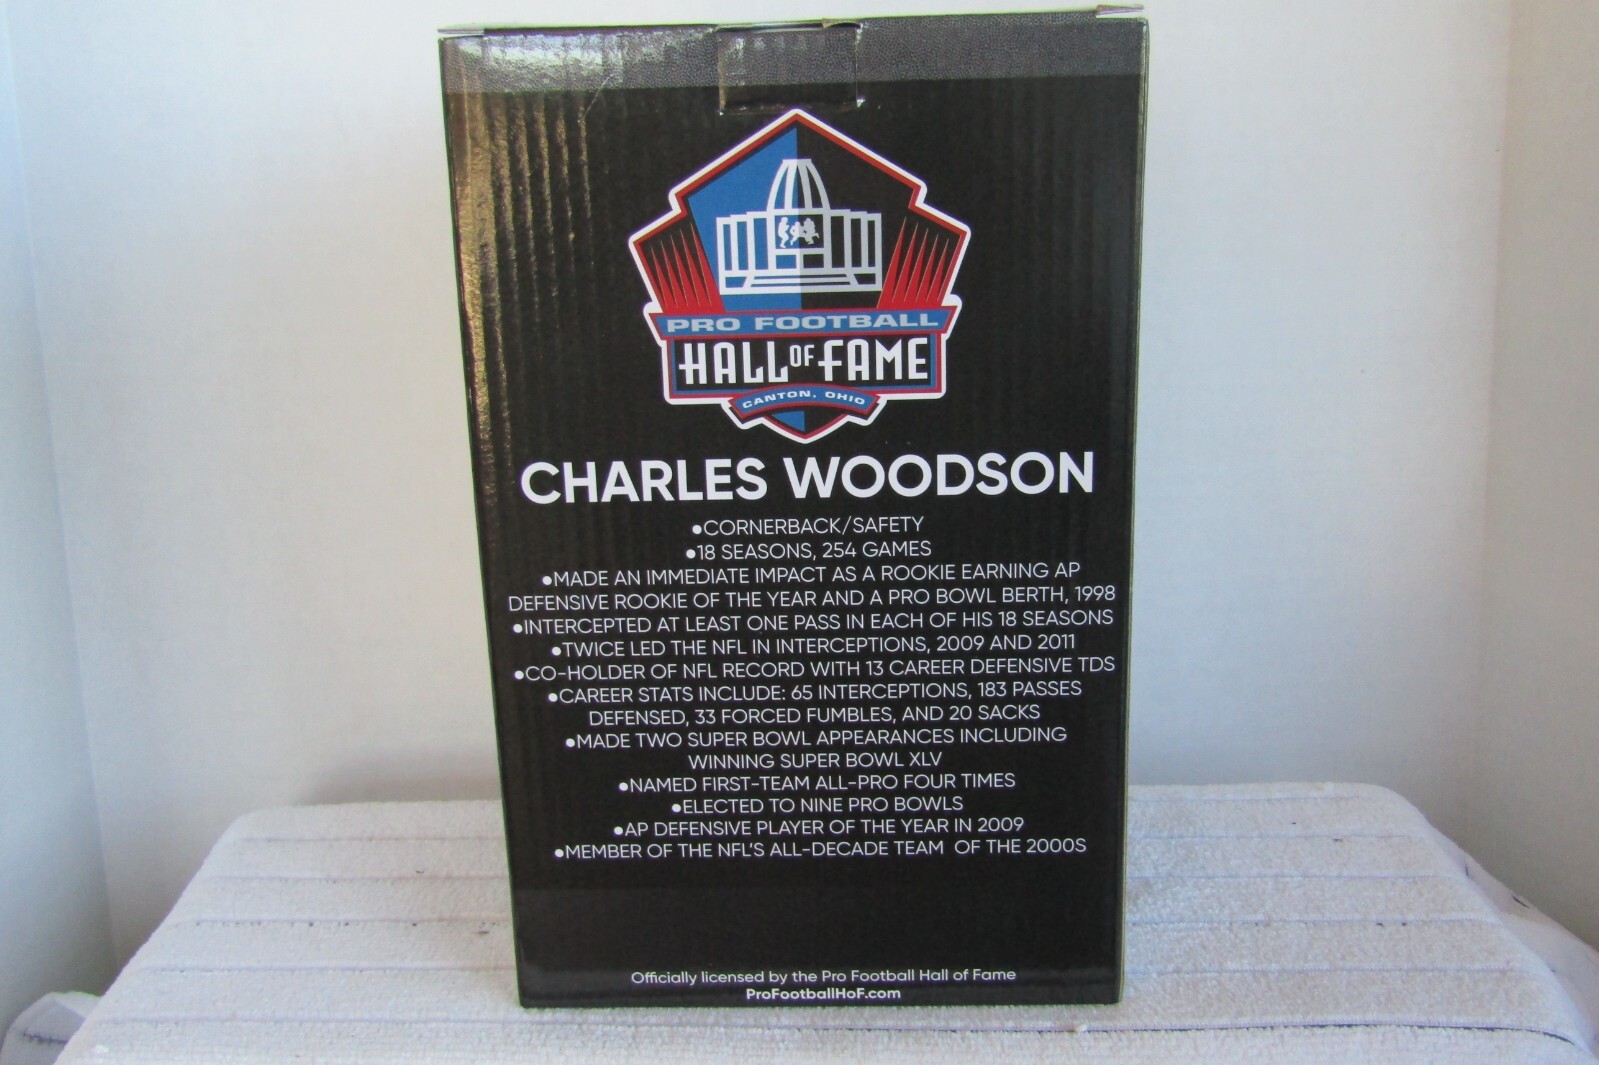 PRO FOOTBALL
HALL OF FAME
CANTON, OHIO
CHARLES WOODSON
●CORNERBACK/SAFETY
●18 SEASONS, 254 GAMES
●MADE AN IMMEDIATE IMPACT AS A ROOKIE EARNING AP
DEFENSIVE ROOKIE OF THE YEAR AND A PRO BOWL BERTH, 1998
●INTERCEPTED AT LEAST ONE PASS IN EACH OF HIS 18 SEASONS
●TWICE LED THE NFL IN INTERCEPTIONS, 2009 AND 2011
●CO-HOLDER OF NFL RECORD WITH 13 CAREER DEFENSIVE TDS
●CAREER STATS INCLUDE: 65 INTERCEPTIONS, 183 PASSES
DEFENSED, 33 FORCED FUMBLES, AND 20 SACKS
●MADE TWO SUPER BOWL APPEARANCES INCLUDING
WINNING SUPER BOWL XLV
●NAMED FIRST-TEAM ALL-PRO FOUR TIMES
●ELECTED TO NINE PRO BOWLS
●AP DEFENSIVE PLAYER OF THE YEAR IN 2009
●MEMBER OF THE NFL'S ALL-DECADE TEAM OF THE 2000S
Officially licensed by the Pro Football Hall of Fame
ProFootballHoF.com